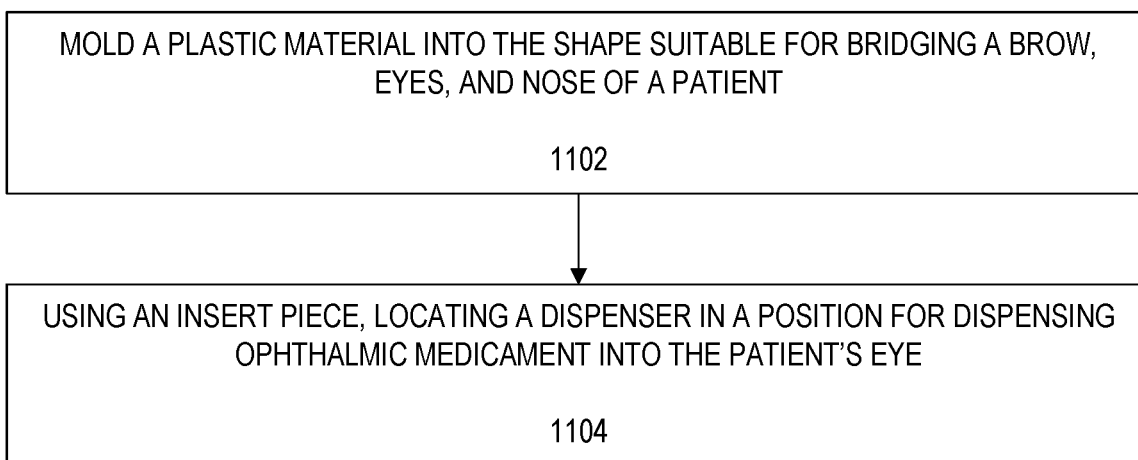 MOLD A PLASTIC MATERIAL INTO THE SHAPE SUITABLE FOR BRIDGING A BROW,
EYES, AND NOSE OF A PATIENT
1102
USING AN INSERT PIECE, LOCATING A DISPENSER IN A POSITION FOR DISPENSING
OPHTHALMIC MEDICAMENT INTO THE PATIENT'S EYE
1104